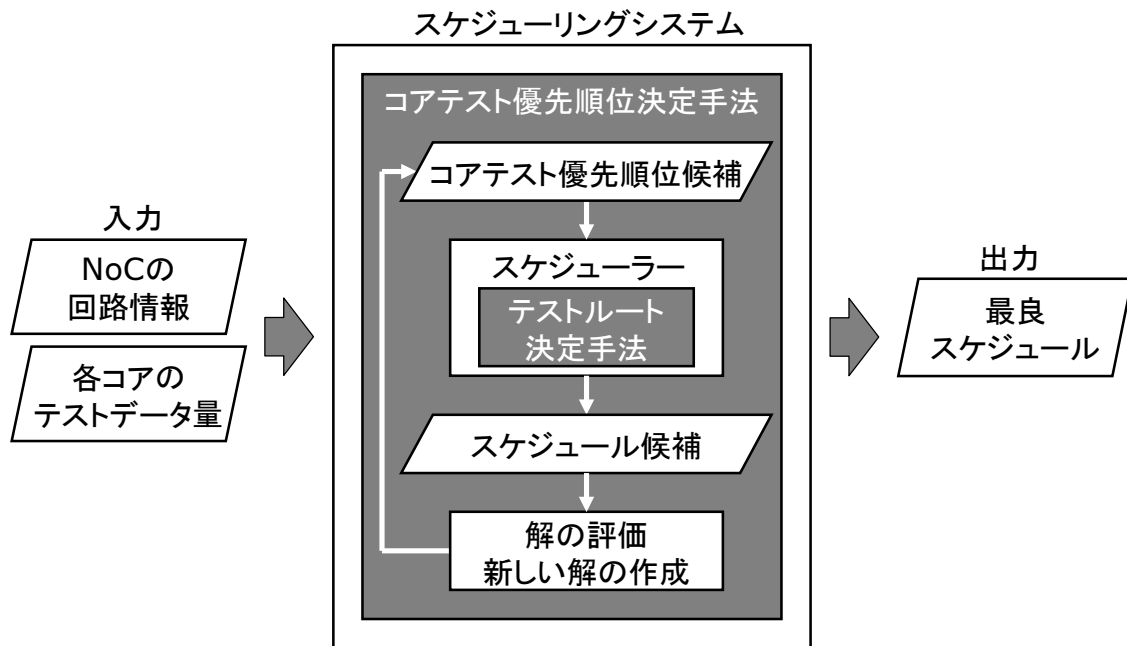 スケジューリングシステム
コアテスト優先順位決定手法
コアテスト優先順位候補
入力
NoCの
回路情報
各コアの
テストデータ量
スケジューラー
テストルート
決定手法
スケジュール候補
解の評価
新しい解の作成
出力
最良
スケジュール